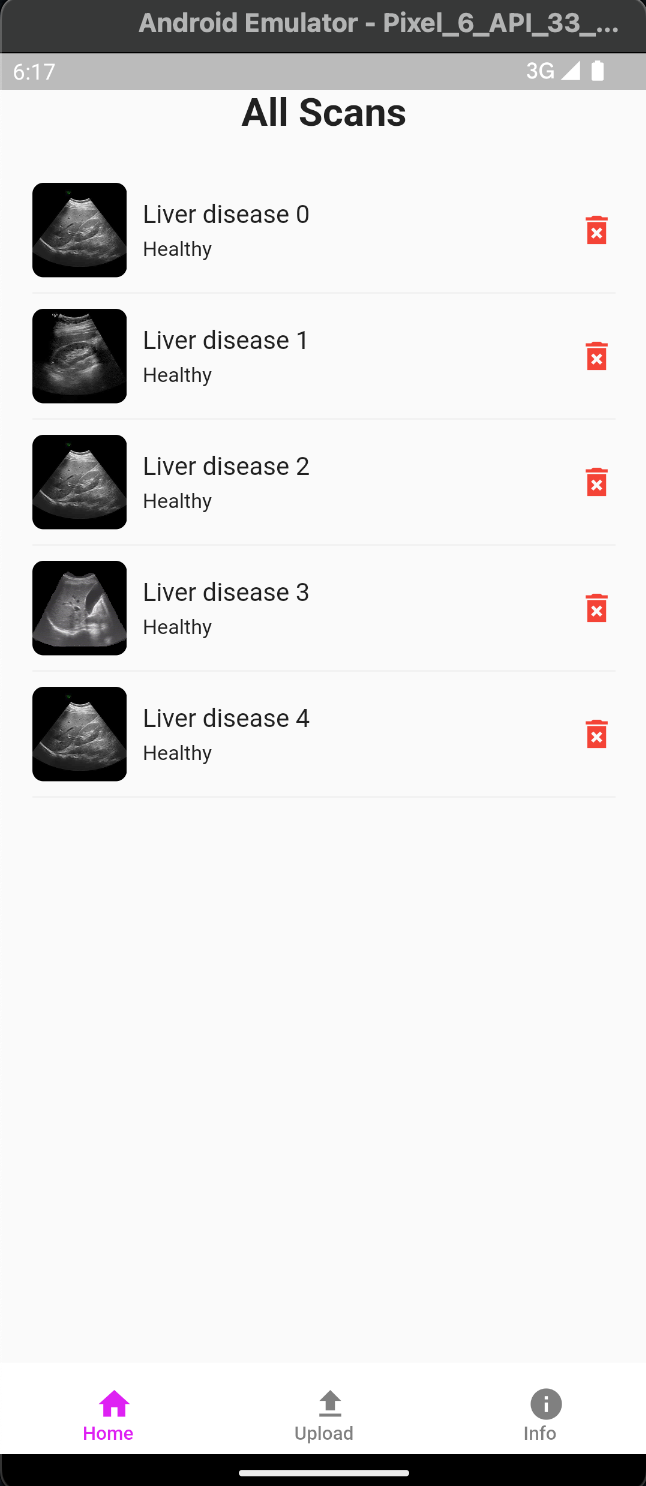 Android Emulator - Pixel_6_API_33_...
6:17
3G
All Scans
Liver disease 0
Healthy
Liver disease 1
Healthy
Liver disease 2
Healthy
Liver disease 3
Healthy
Liver disease 4
Healthy
Home
Upload
Info